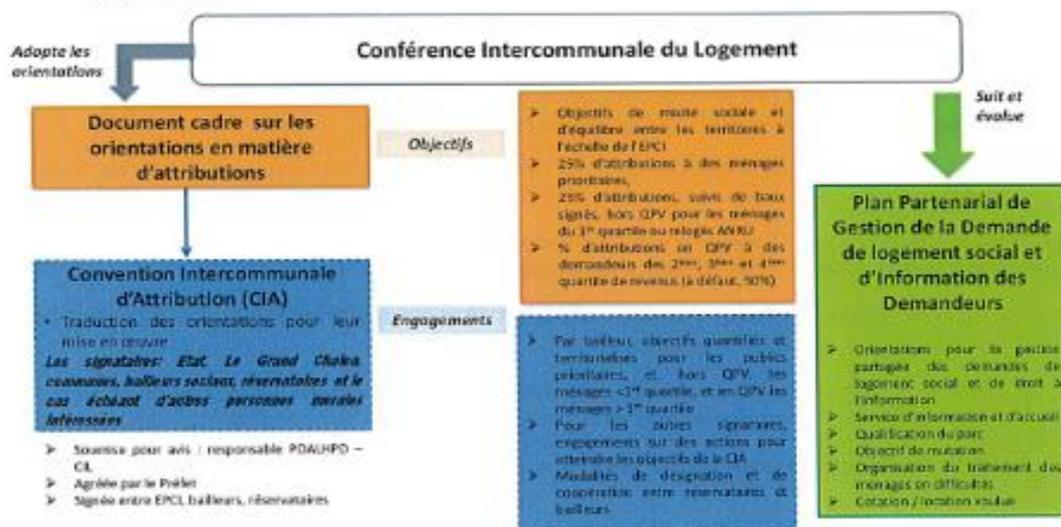 Conférence Intercommunale du Logement
Adopte les
orientations
Document cadre sur les
orientations en matière
d'attributions
Objectifs
➢ Objectifs de mixité sociale et
d'équilibre entre les territoires à
l'échelle de l'EPCI
➢ 25% d'attributions à des ménages
prioritaires,
➢ 25% d'attributions, suivis de baux
signés, hors QPV pour les ménages
du 1er quartile ou relogés ANRU
➢ % d'attributions en QPV à des
demandeurs des 2ème, 3ème et 4ème
quartile de revenus (à défaut, 50%)
Convention Intercommunale
d'Attribution (CIA)
• Traduction des orientations pour leur
mise en œuvre
Les signataires: Etat, Le Grand
communes, bailleurs sociaux, réservataires et le
cas échéant d'autres personnes morales
intéressées
➢ Soumise pour avis : responsable PDALHPD –
CIL
➢ Agréée par le Préfet
➢ Signée entre EPCI, bailleurs, réservataires
Engagements
➢ Par bailleur, objectifs quantifiés et
territorialisés pour les publics
prioritaires, et, hors QPV, les
ménages <1er quartile, et en QPV les
ménages > 1er quartile
➢ Pour les autres signataires,
engagements sur des actions pour
atteindre les objectifs de la CIA
➢ Modalités de désignation et de
coopération entre réservataires et
bailleurs
Suit et
évalue
Plan Partenarial de
Gestion de la Demande
de logement social et
d'Information des
Demandeurs
➢ Orientations pour la gestion
partagée des demandes de
logement social et de droit à
l'information
➢ Service d'information et d'accueil
➢ Qualification du parc
➢ Objectif de mutation
➢ Organisation du traitement des
ménages en difficultés
➢ Cotation / location voulue